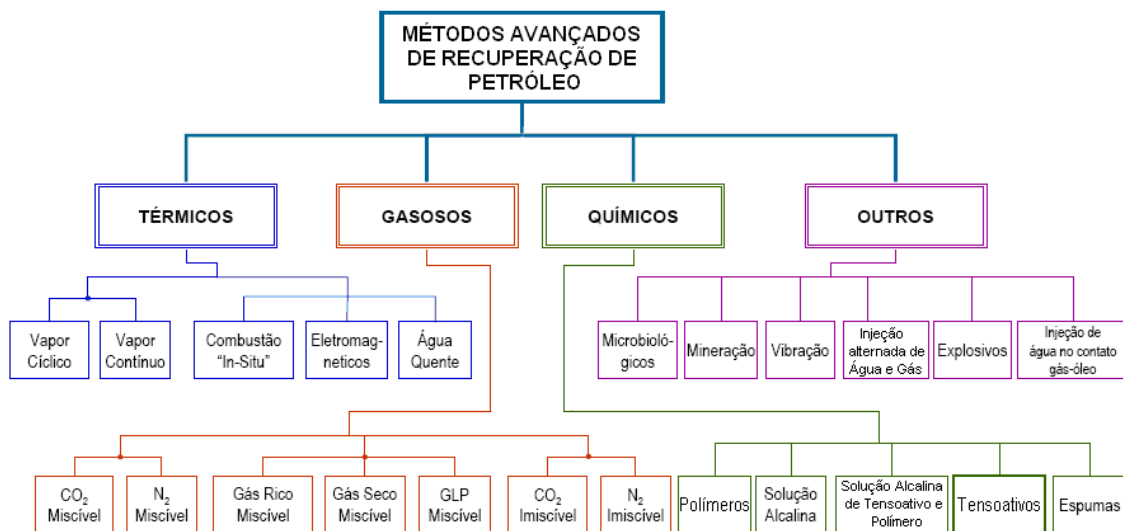 MÉTODOS AVANÇADOS
DE RECUPERAÇÃO DE
PETRÓLEO
TÉRMICOS
GASOSOS
QUÍMICOS
OUTROS
Vapor
Cíclico
Vapor
Contínuo
Combustão
“In-Situ”
Eletromag-
neticos
Água
Quente
Microbioló-
gicos
Mineração
Vibração
Injeção
alternada de
Água e Gás
Explosivos
Injeção de
água no contato
gás-óleo
CO2
Miscível
N2
Miscível
Gás Rico
Miscível
Gás Seco
Miscível
GLP
Miscível
CO2
Imiscível
N2
Imiscível
Polímeros
Solução
Alcalina
Solução Alcalina
de Tensoativo e
Polímero
Tensoativos
Espumas